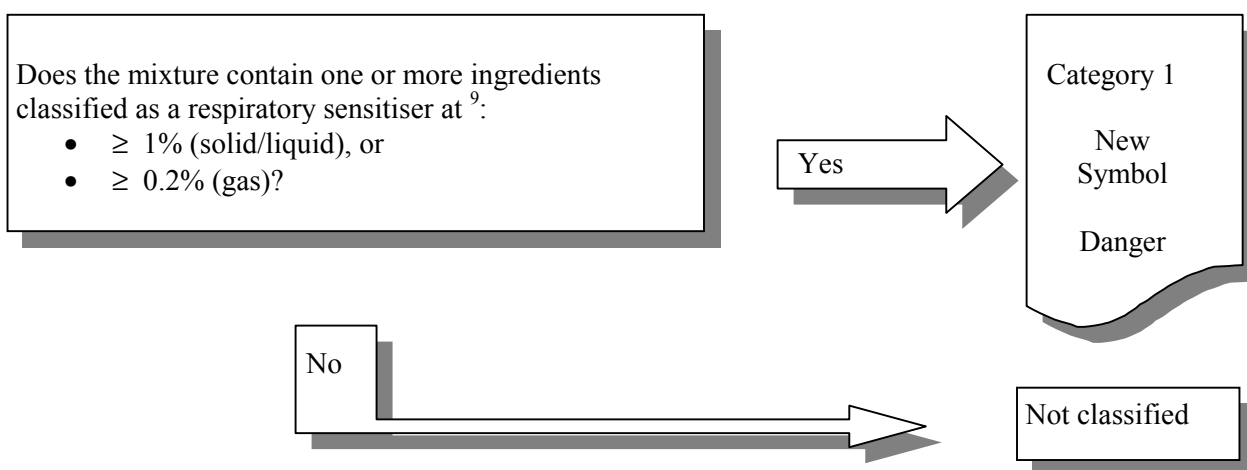 Does the mixture contain one or more ingredients
classified as a respiratory sensitiser at ⁹:
• ≥ 1% (solid/liquid), or
• ≥ 0.2% (gas)?
Yes
Category 1
New
Symbol
Danger
No
Not classified